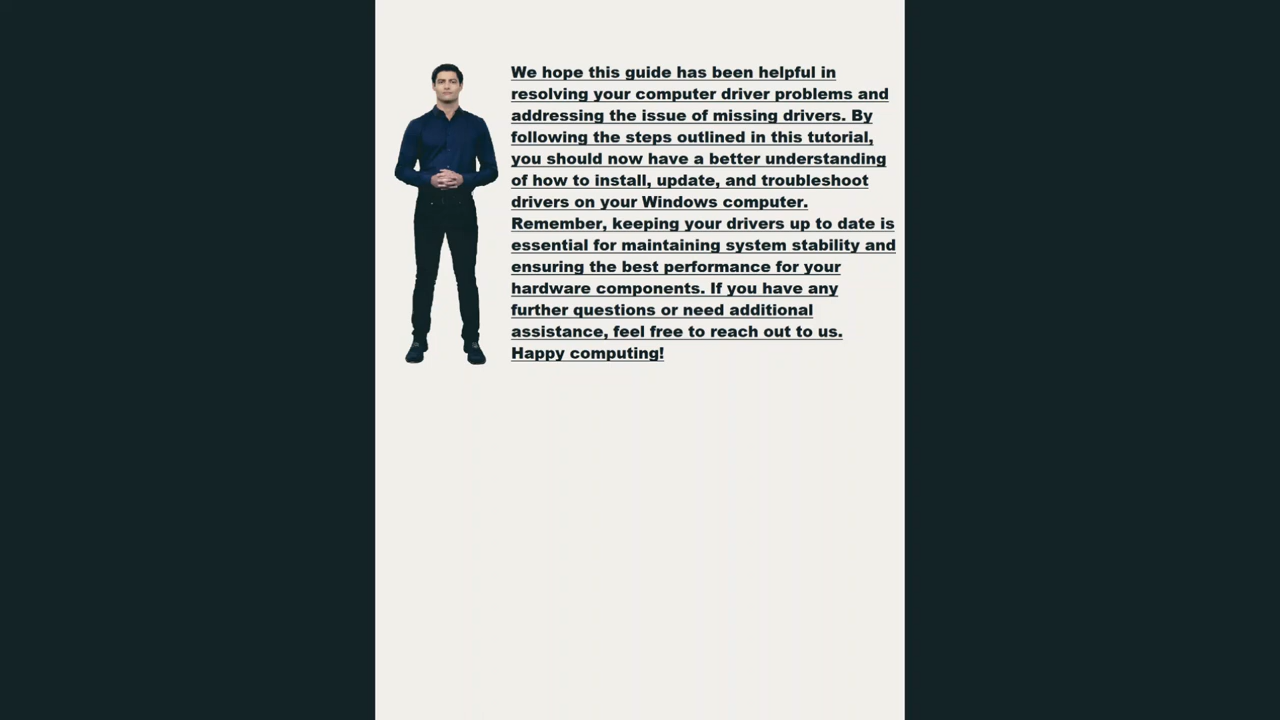 We hope this guide has been helpful in
resolving your computer driver problems and
addressing the issue of missing drivers. By
following the steps outlined in this tutorial,
you should now have a better understanding
of how to install, update, and troubleshoot
drivers on your Windows computer.
Remember, keeping your drivers up to date is
essential for maintaining system stability and
ensuring the best performance for your
hardware components. If you have any
further questions or need additional
assistance, feel free to reach out to us.
Happy computing!